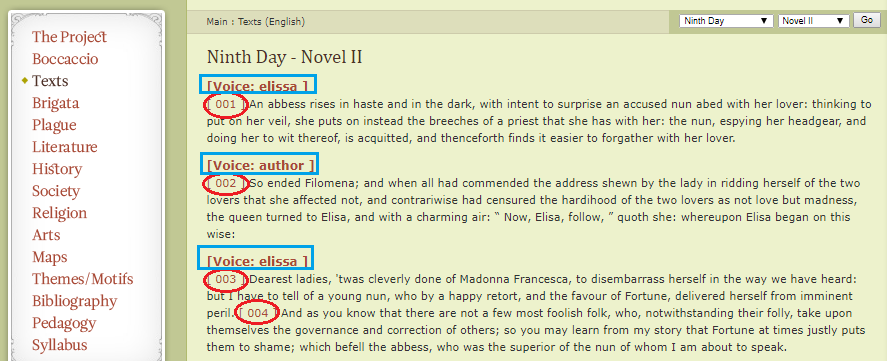 The Project
Boccaccio
Texts
Brigata
Plague
Literature
History
Society
Religion
Arts
Maps
Themes/Motifs
Bibliography
Pedagogy
Syllabus
Main : Texts (English)
Ninth Day
Novel II
Go
Ninth Day - Novel II
[Voice: elissa ]
[ 001 ] An abbess rises in haste and in the dark, with intent to surprise an accused nun abed with her lover: thinking to
put on her veil, she puts on instead the breeches of a priest that she has with her: the nun, espying her headgear, and
doing her to wit thereof, is acquitted, and thenceforth finds it easier to forgather with her lover.
[Voice: author ]
[ 002 ] So ended Filomena; and when all had commended the address shewn by the lady in ridding herself of the two
lovers that she affected not, and contrariwise had censured the hardihood of the two lovers as not love but madness,
the queen turned to Elisa, and with a charming air: “ Now, Elisa, follow, ” quoth she: whereupon Elisa began on this
wise:
[Voice: elissa ]
[ 003 ] Dearest ladies, 'twas cleverly done of Madonna Francesca, to disembarrass herself in the way we have heard:
but I have to tell of a young nun, who by a happy retort, and the favour of Fortune, delivered herself from imminent
peril. [ 004 ] And as you know that there are not a few most foolish folk, who, notwithstanding their folly, take upon
themselves the governance and correction of others; so you may learn from my story that Fortune at times justly puts
them to shame; which befell the abbess, who was the superior of the nun of whom I am about to speak.